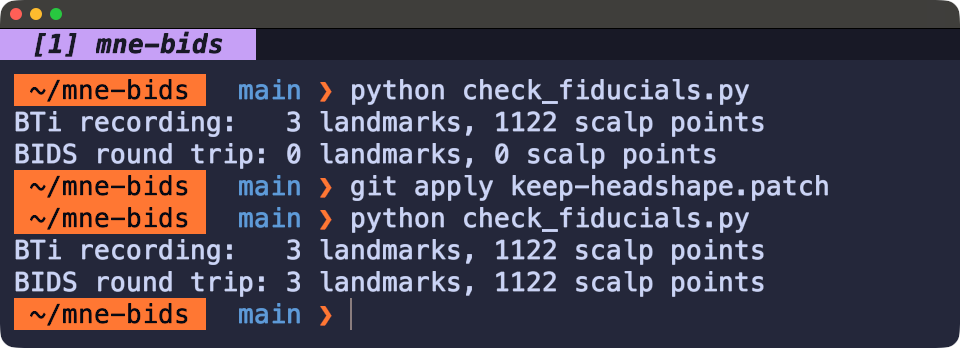 [1] mne-bids
~/mne-bids main ❯ python check_fiducials.py
BTi recording:   3 landmarks, 1122 scalp points
BIDS round trip: 0 landmarks, 0 scalp points
~/mne-bids main ❯ git apply keep-headshape.patch
~/mne-bids main ❯ python check_fiducials.py
BTi recording:   3 landmarks, 1122 scalp points
BIDS round trip: 3 landmarks, 1122 scalp points
~/mne-bids main ❯